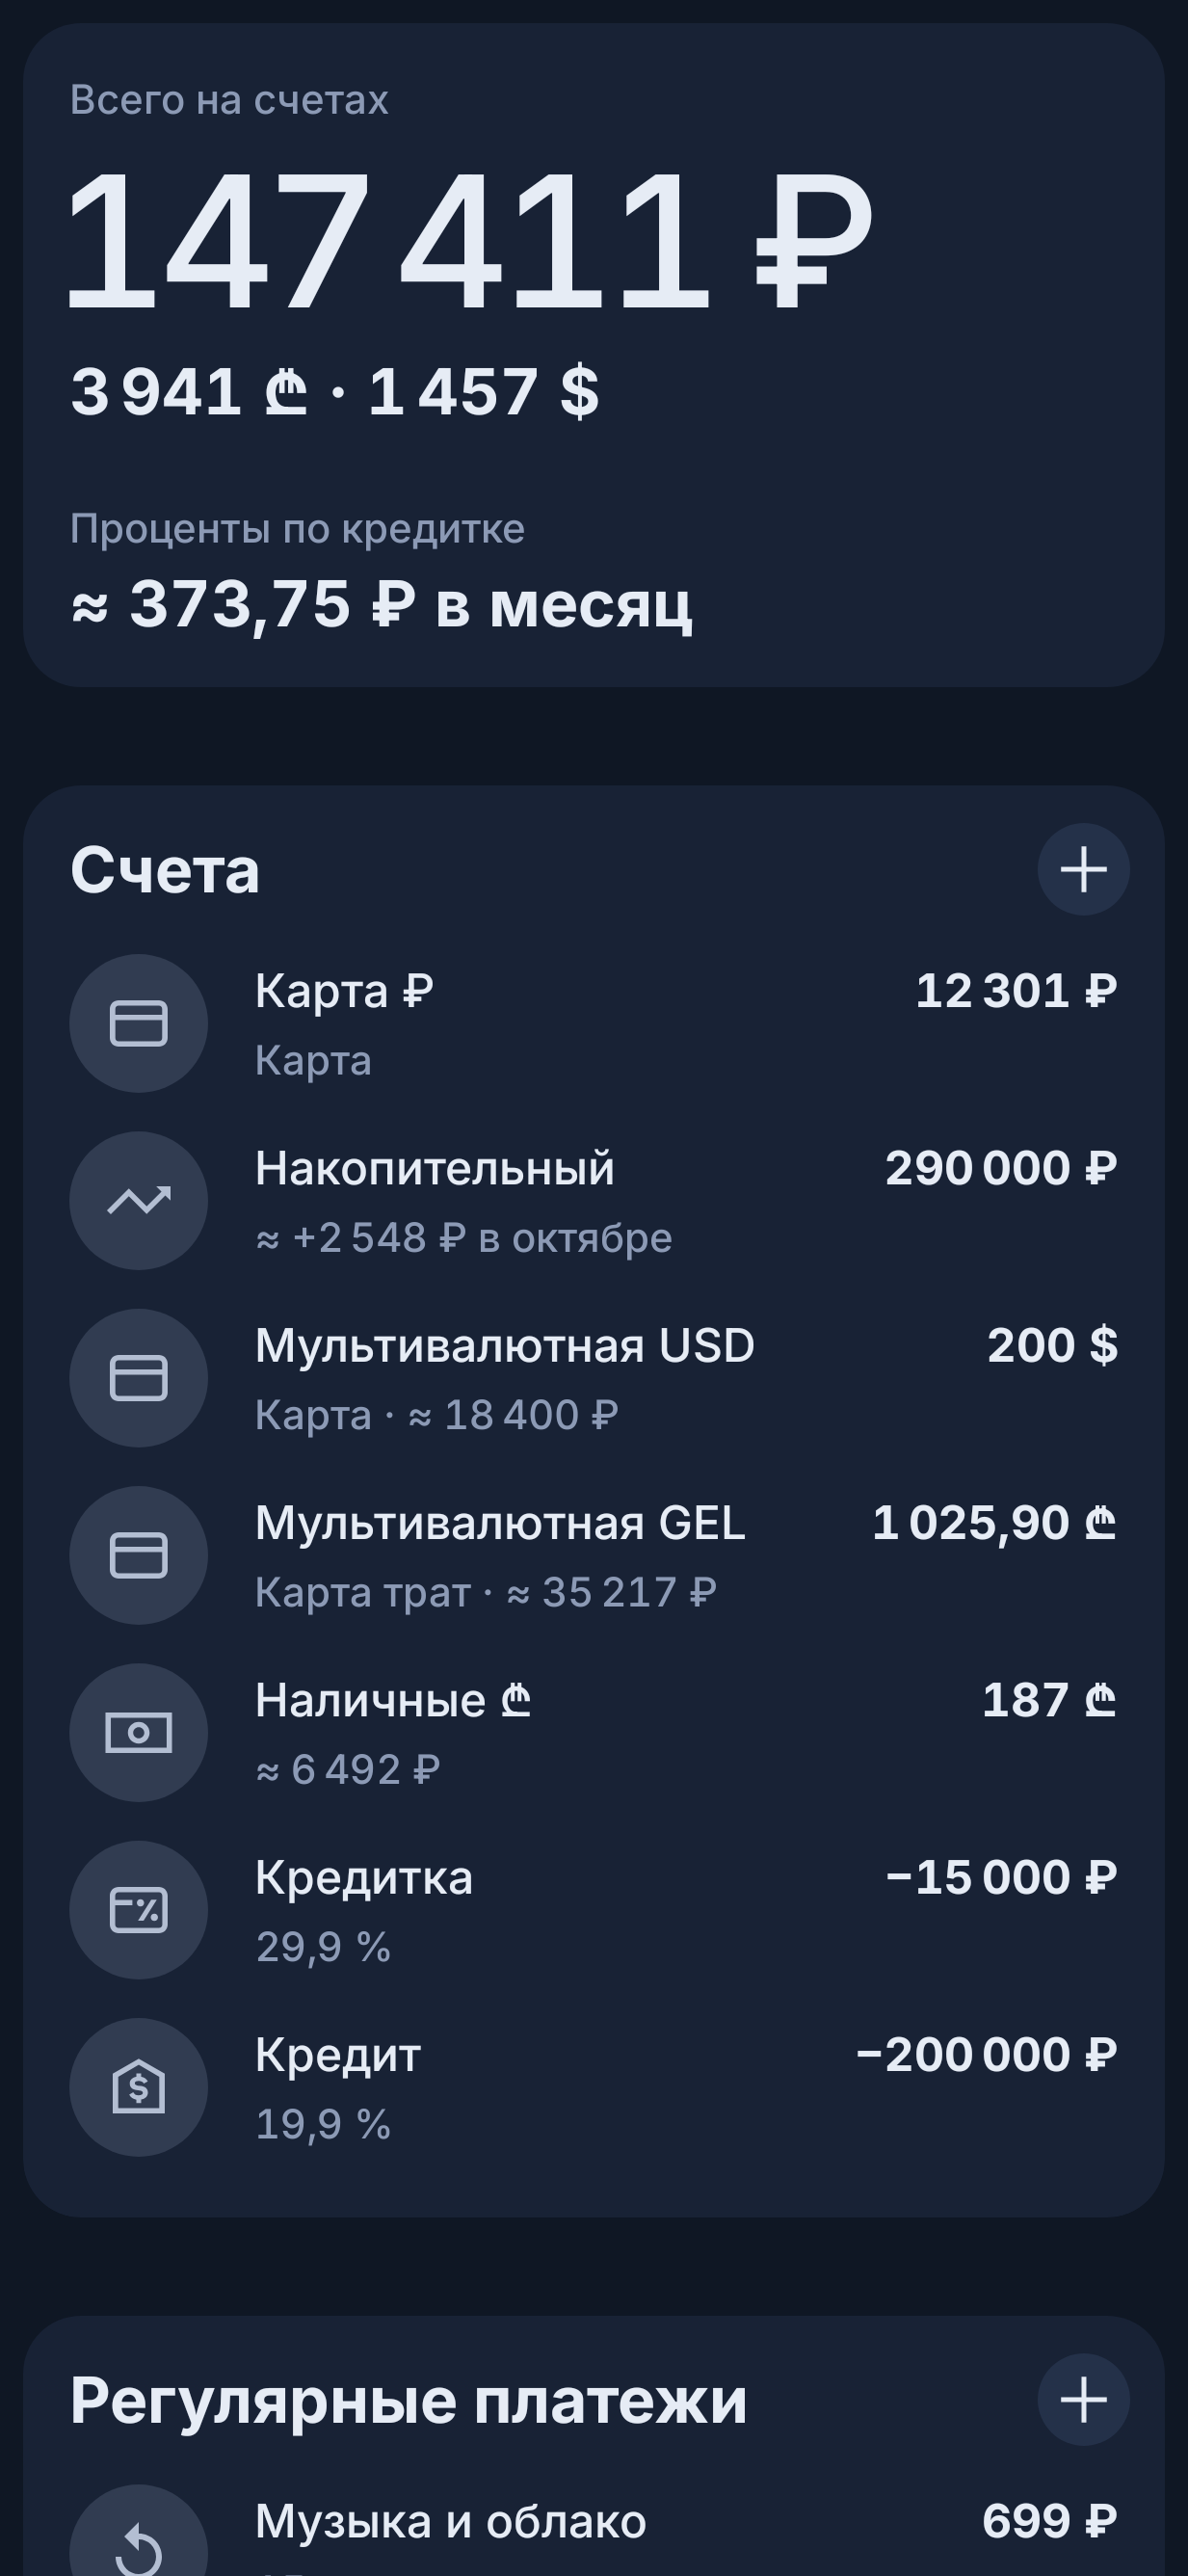 Всего на счетах
147 411 ₽
3 941 ₾ · 1 457 $
Проценты по кредитке
≈ 373,75 ₽ в месяц
Счета
Карта ₽
12 301 ₽
Карта
Накопительный
290 000 ₽
≈ +2 548 ₽ в октябре
Мультивалютная USD
200 $
Карта · ≈ 18 400 ₽
Мультивалютная GEL
1 025,90 ₾
Карта трат · ≈ 35 217 ₽
Наличные ₾
187 ₾
≈ 6 492 ₽
Кредитка
−15 000 ₽
29,9 %
Кредит
−200 000 ₽
19,9 %
Регулярные платежи
Музыка и облако
699 ₽